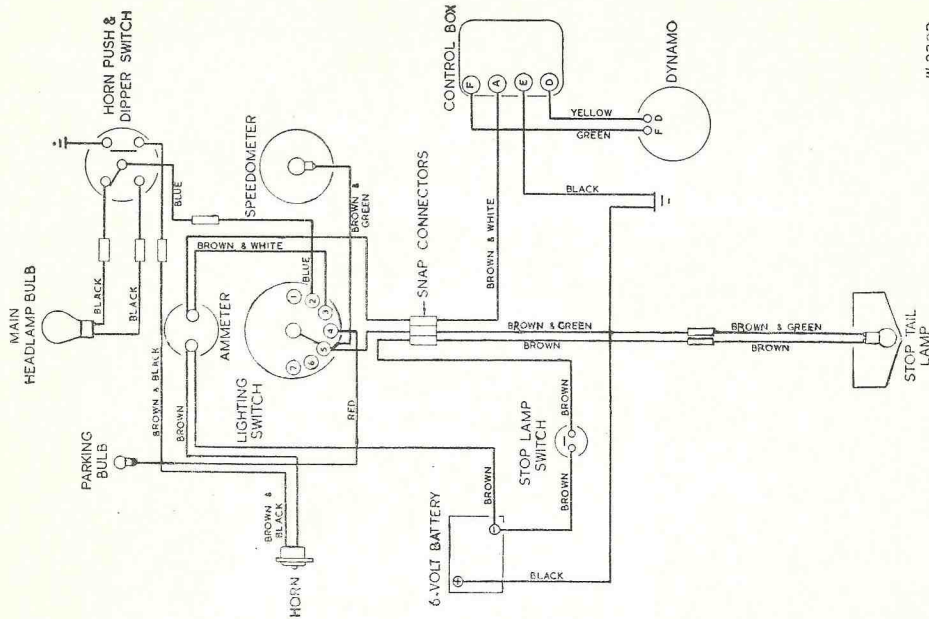 MAIN
HEADLAMP BULB
HORN PUSH &
DIPPER SWITCH
CONTROL BOX
F
A
E
D
YELLOW
GREEN
F
D
DYNAMO
BLACK
BLACK
BLACK
BLUE
SPEEDOMETER
BROWN &
GREEN
BROWN & WHITE
BLUE
AMMETER
LIGHTING
SWITCH
1
2
3
4
5
6
7
SNAP CONNECTORS
BROWN & WHITE
BROWN & GREEN
BROWN
BROWN & GREEN
BROWN
STOP TAIL
LAMP
PARKING
BULB
BROWN & BLACK
BROWN
RED
BROWN &
BLACK
HORN
BROWN
STOP LAMP
SWITCH
BROWN
BROWN
6-VOLT BATTERY
+
-
BLACK